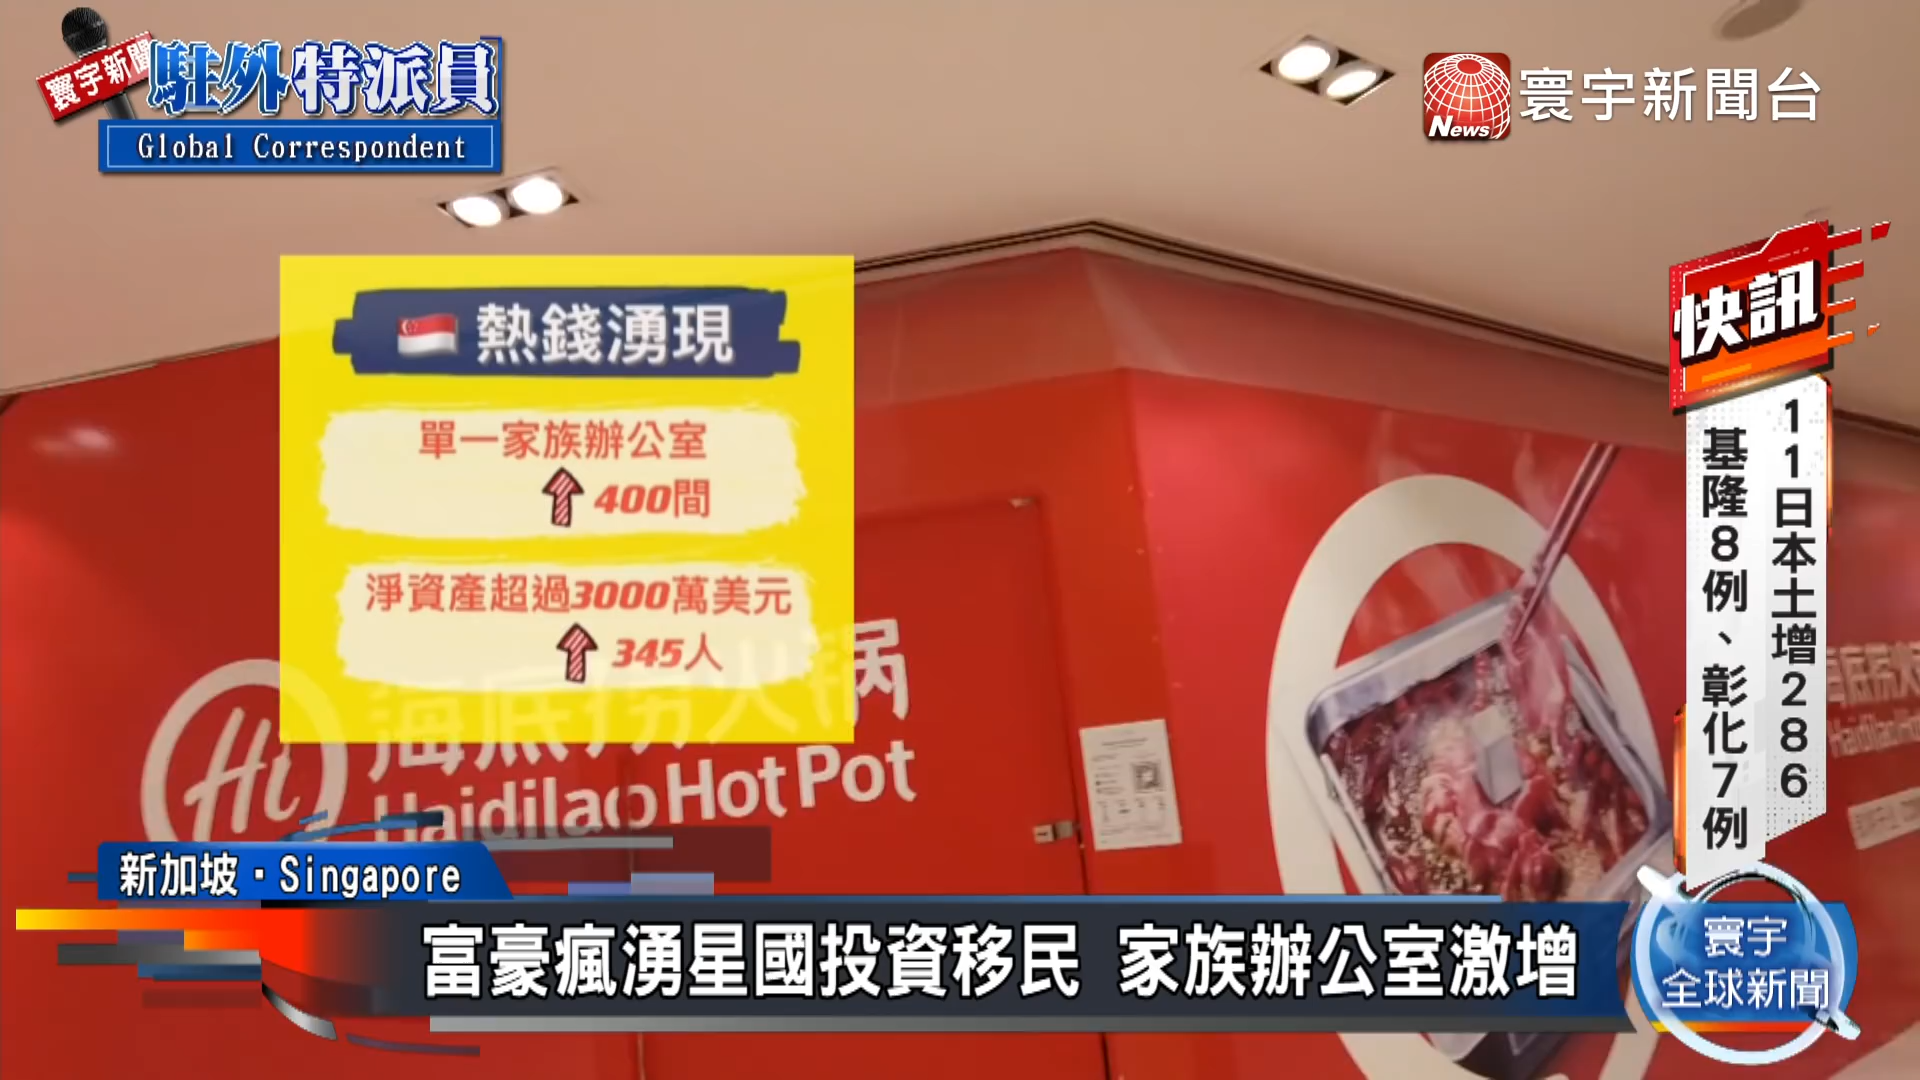 寰宇新聞
駐外特派員
Global Correspondent
News
寰宇新聞台
熱錢湧現
單一家族辦公室
400間
淨資產超過3000萬美元
345人
Hi
海底捞火锅
Haidilao Hot Pot
快訊
11日本土增286
基隆8例、彰化7例
新加坡·Singapore
富豪瘋湧星國投資移民 家族辦公室激增
寰宇
全球新聞